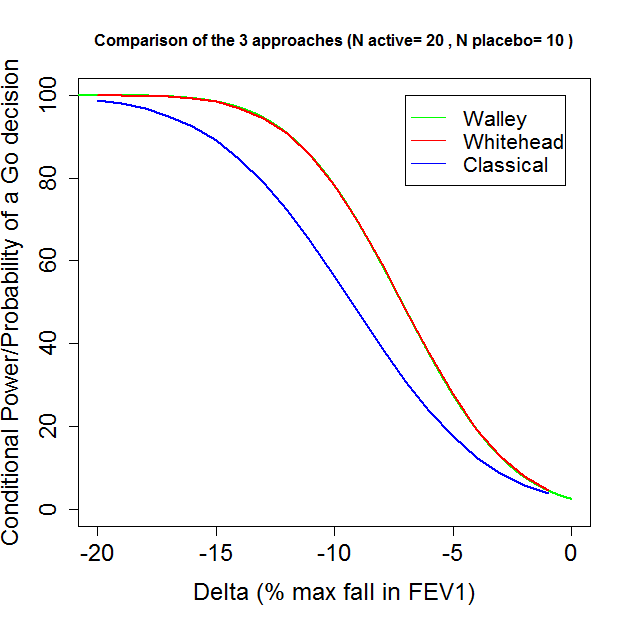 Comparison of the 3 approaches (N active= 20 , N placebo= 10 )
Conditional Power/Probability of a Go decision
100
80
60
40
20
0
Walley
Whitehead
Classical
-20 -15 -10 -5 0
Delta (% max fall in FEV1)